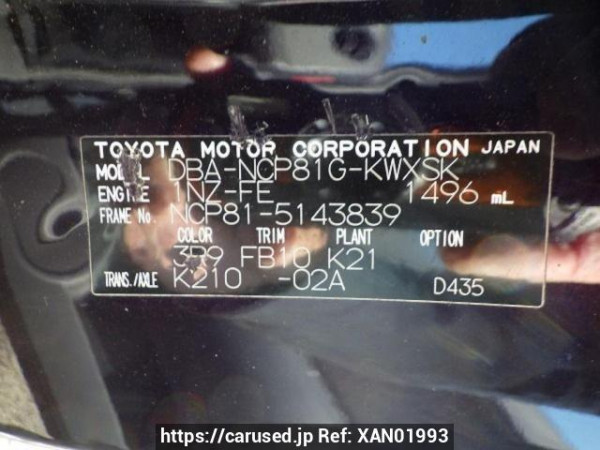 TOYOTA MOTOR CORPORATION JAPAN
MODEL DBA-NCP81G-KWXSK
ENGINE 1NZ-FE 1496 mL
FRAME No. NCP81-5143839
COLOR TRIM PLANT OPTION
3R9 FB10 K21
TRANS./AXLE K210 -02A D435
https://carused.jp Ref: XAN01993